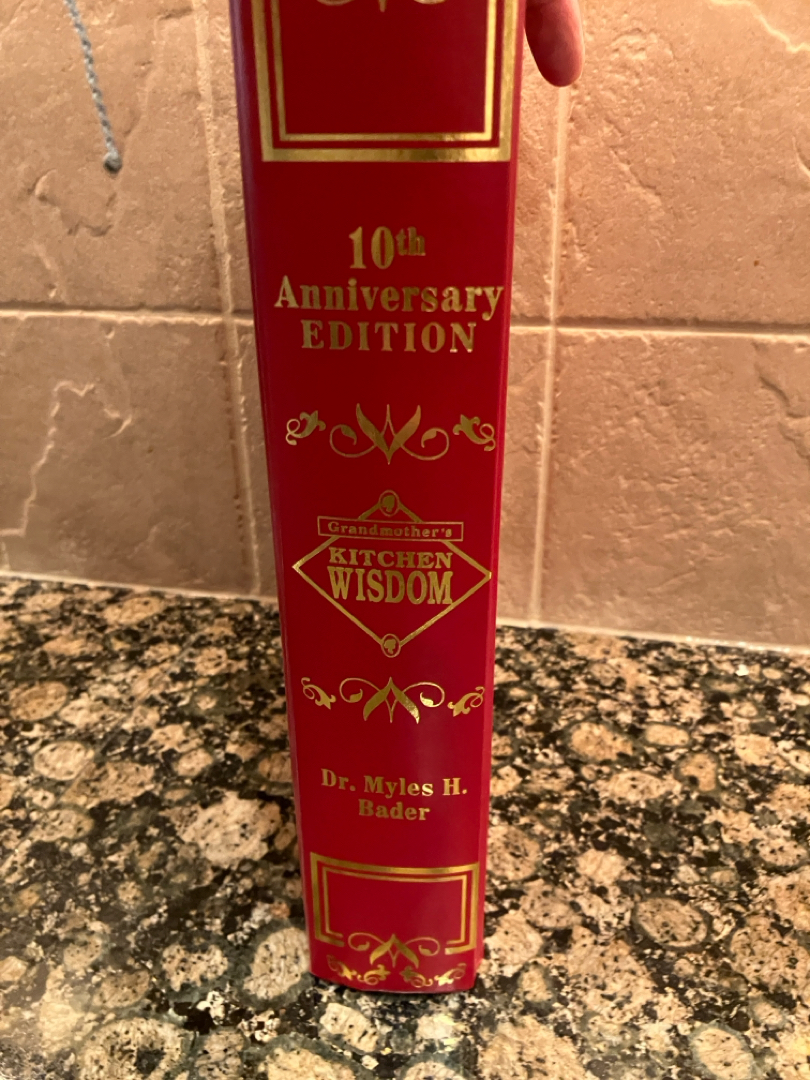 10th
Anniversary
EDITION
Grandmother's
KITCHEN
WISDOM
Dr. Myles H.
Bader